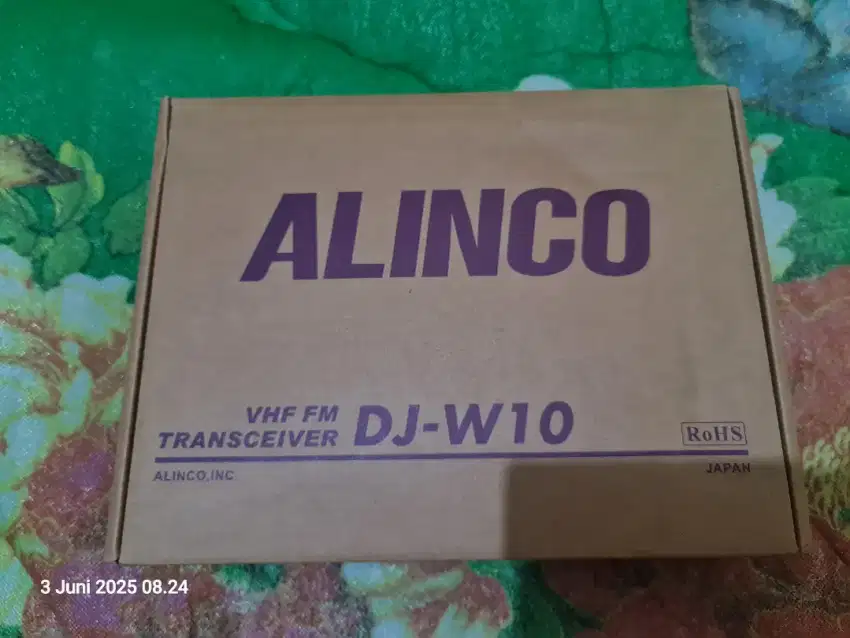 ALINCO
VHF FM
TRANSCEIVER DJ-W10
RoHS
ALINCO,INC.
JAPAN
3 Juni 2025 08.24